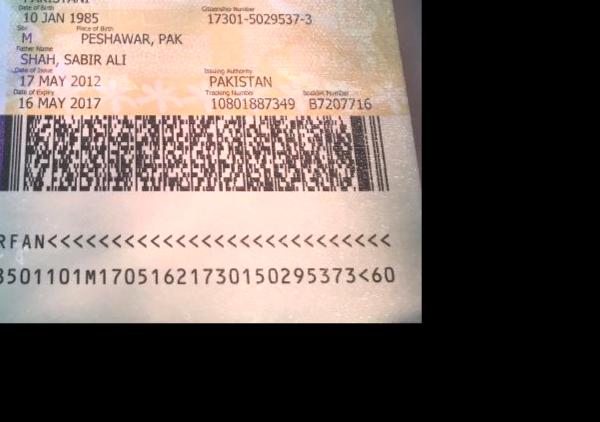 PAKISTANI
Date of Birth Citizenship Number
10 JAN 1985 17301-5029537-3
Sex Place of Birth
M PESHAWAR, PAK
Father Name
SHAH, SABIR ALI
Date of Issue Issuing Authority
17 MAY 2012 PAKISTAN
Date of Expiry Tracking Number Booklet Number
16 MAY 2017 10801887349 B7207716
RFAN<<<<<<<<<<<<<<<<<<<<<<<<<<<
8501101M17051621730150295373<60